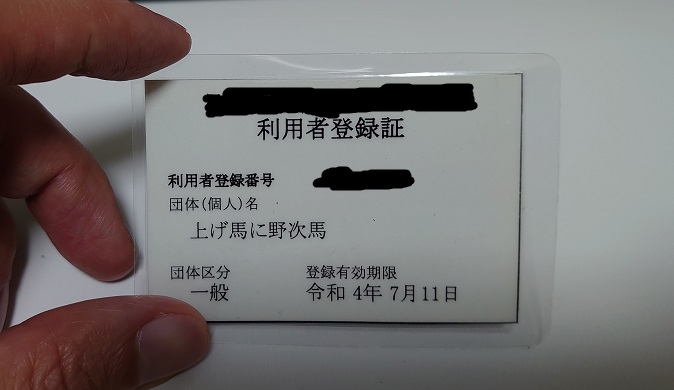 利用者登録証
利用者登録番号
団体(個人)名
上げ馬に野次馬
団体区分 登録有効期限
一般 令和 4年 7月11日